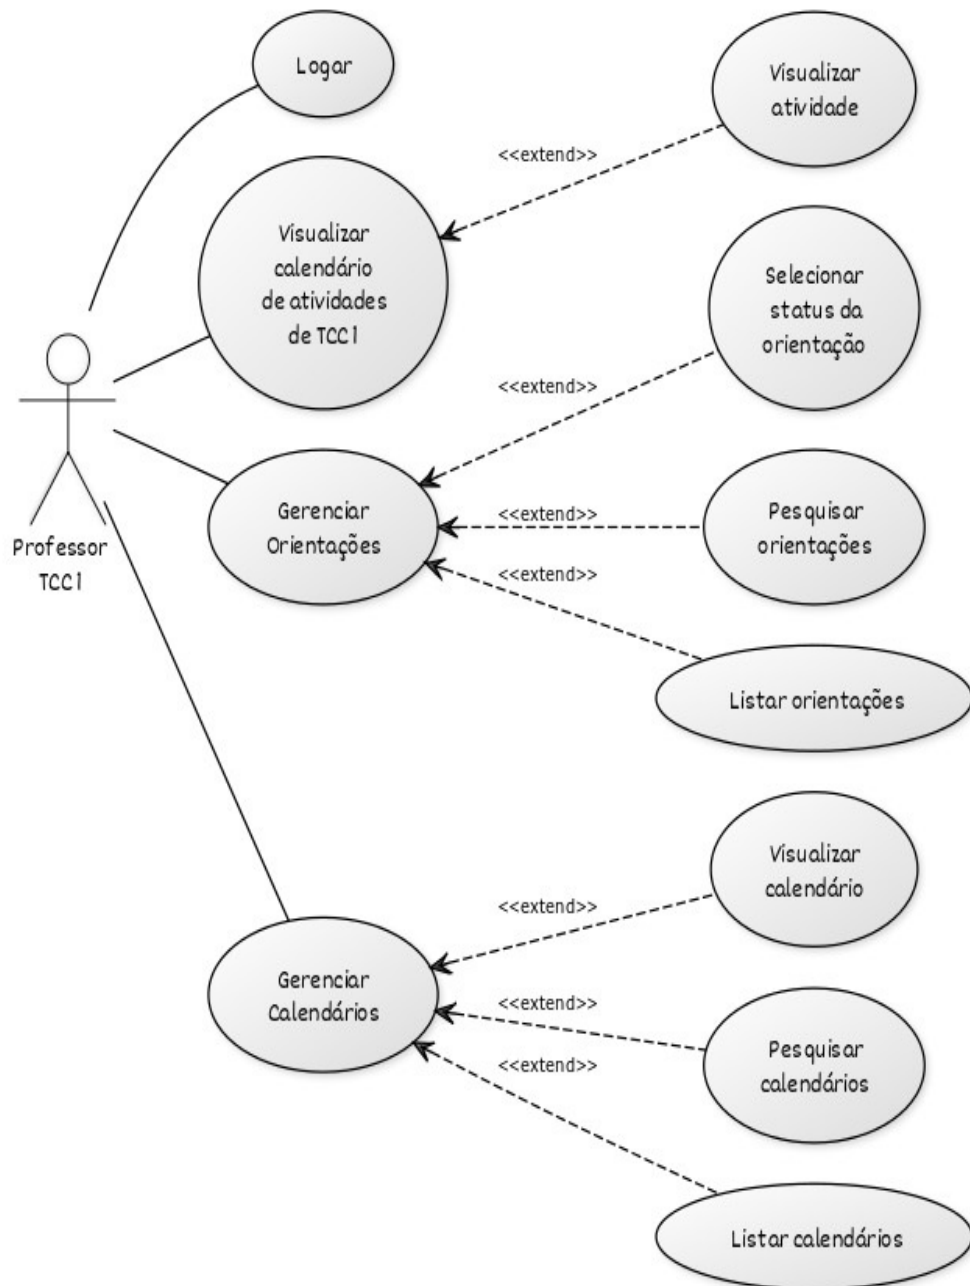 Logar
Visualizar
atividade
<<extend>>
Visualizar
calendário
de atividades
de TCC1
Selecionar
status da
orientação
<<extend>>
Gerenciar
Orientações
<<extend>>
Pesquisar
orientações
Professor
TCC1
<<extend>>
Listar orientações
Visualizar
calendário
<<extend>>
Gerenciar
Calendários
<<extend>>
Pesquisar
calendários
<<extend>>
Listar calendários